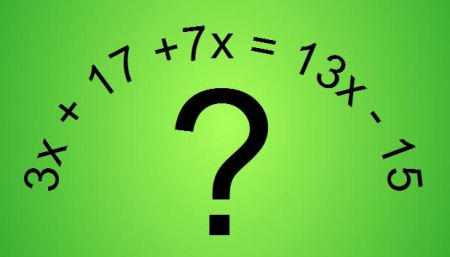 3x + 17 +7x = 13x - 15
?